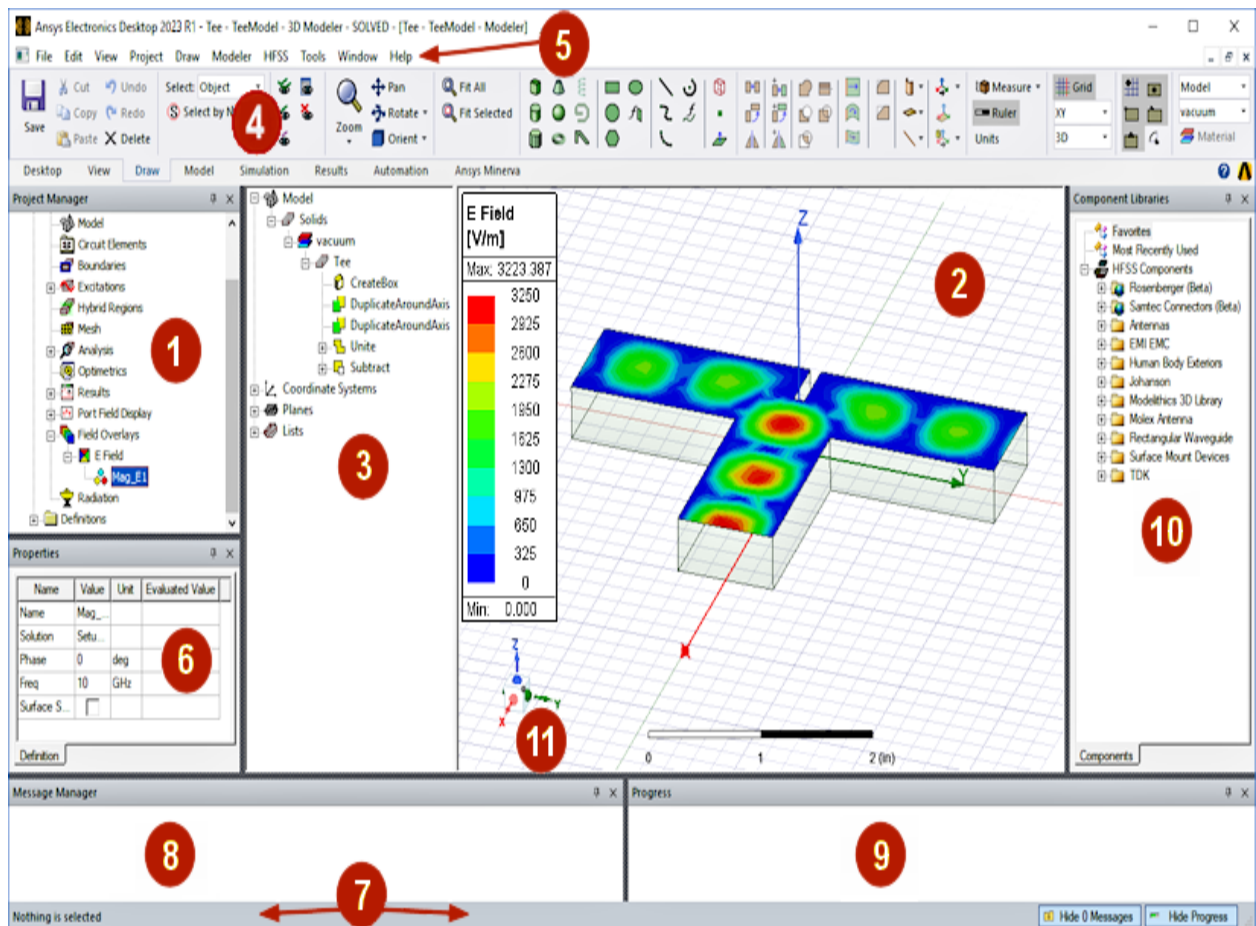 Ansys Electronics Desktop 2023 R1 - Tee - TeeModel - 3D Modeler - SOLVED - [Tee - TeeModel - Modeler]
File Edit View Project Draw Modeler HFSS Tools Window Help
5
Save
Cut Undo
Copy Redo
Paste Delete
Select: Object
Select by N
4
Zoom
Pan
Rotate
Orient
Fit All
Fit Selected
Measure
Ruler
Units
Grid
XY
3D
Model
vacuum
Material
Desktop View Draw Model Simulation Results Automation Ansys Minerva
Project Manager
Model
Circuit Elements
Boundaries
Excitations
Hybrid Regions
Mesh
Analysis
Optimetrics
Results
Port Field Display
Field Overlays
E Field
Mag_E1
Radiation
Definitions
1
Properties
Name Value Unit Evaluated Value
Name Mag_...
Solution Setu...
Phase 0 deg
Freq 10 GHz
Surface S...
6
Definition
Model
Solids
vacuum
Tee
CreateBox
DuplicateAroundAxis
DuplicateAroundAxis
Unite
Subtract
Coordinate Systems
Planes
Lists
3
E Field
[V/m]
Max: 3223.387
3250
2925
2600
2275
1950
1625
1300
975
650
325
0
Min: 0.000
Z
2
Y
X
Z
Y
X
11
0 1 2 (in)
Component Libraries
Favorites
Most Recently Used
HFSS Components
Rosenberger (Beta)
Samtec Connectors (Beta)
Antennas
EMI EMC
Human Body Exteriors
Johanson
Modelithics 3D Library
Molex Antenna
Rectangular Waveguide
Surface Mount Devices
TDK
10
Components
Message Manager
8
Progress
9
7
Nothing is selected
Hide 0 Messages Hide Progress